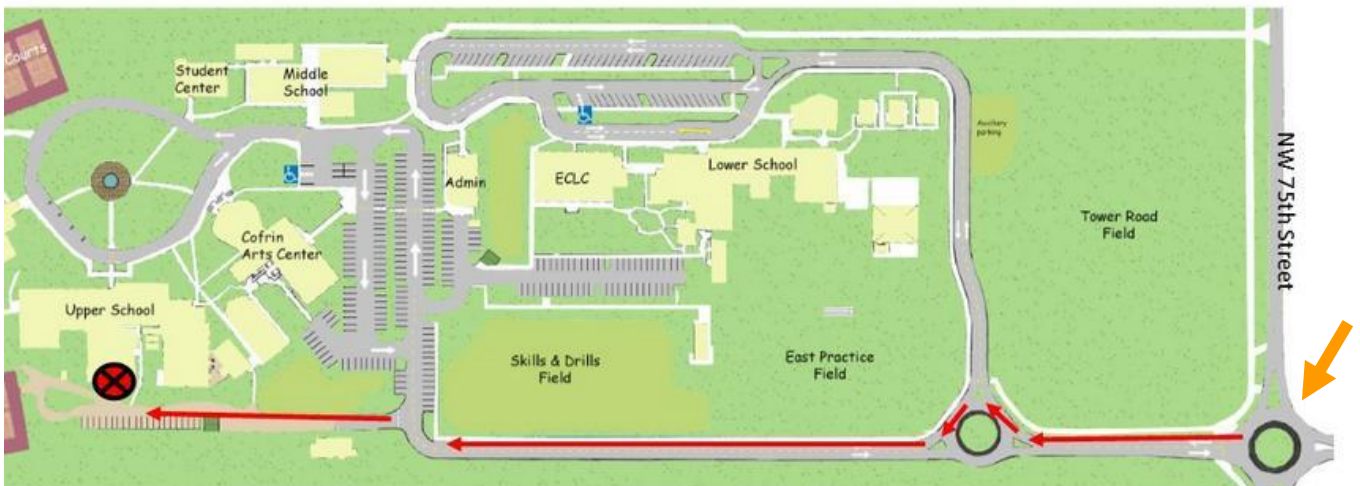 Courts
Student
Center
Middle
School
Admin
ECLC
Lower School
Auxiliary
parking
Tower Road
Field
NW 75th Street
Cofrin
Arts Center
Upper School
Skills & Drills
Field
East Practice
Field